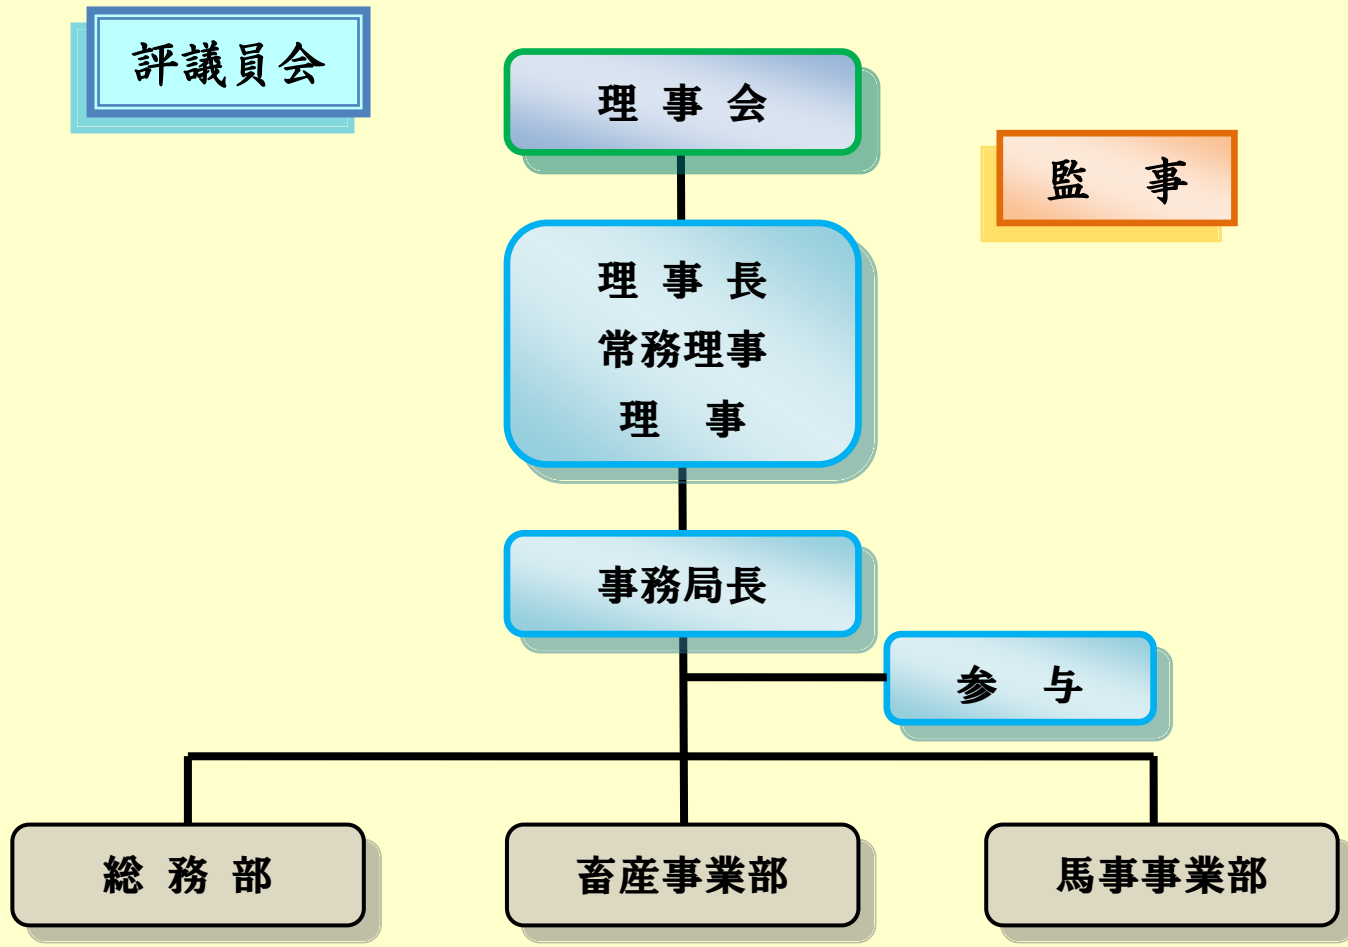 評議員会
理 事 会
監 事
理 事 長
常務理事
理 事
事務局長
参 与
総 務 部
畜産事業部
馬事事業部